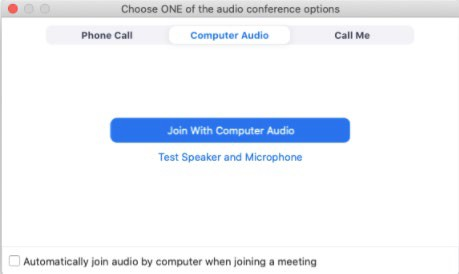 Choose ONE of the audio conference options
Phone Call Computer Audio Call Me
Join With Computer Audio
Test Speaker and Microphone
Automatically join audio by computer when joining a meeting